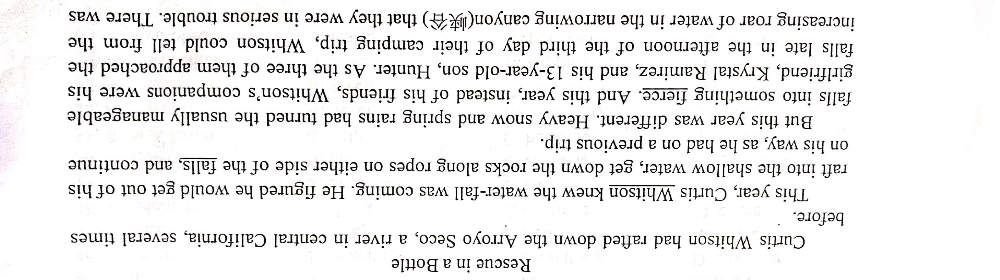 Rescue in a Bottle
Curtis Whitson had rafted down the Arroyo Seco, a river in central California, several times
before.
This year, Curtis Whitson knew the water-fall was coming. He figured he would get out of his
raft into the shallow water, get down the rocks along ropes on either side of the falls, and continue
on his way, as he had on a previous trip.
But this year was different. Heavy snow and spring rains had turned the usually manageable
falls into something fierce. And this year, instead of his friends, Whitson's companions were his
girlfriend, Krystal Ramirez, and his 13-year-old son, Hunter. As the three of them approached the
falls late in the afternoon of the third day of their camping trip, Whitson could tell from the
increasing roar of water in the narrowing canyon(峡谷) that they were in serious trouble. There was